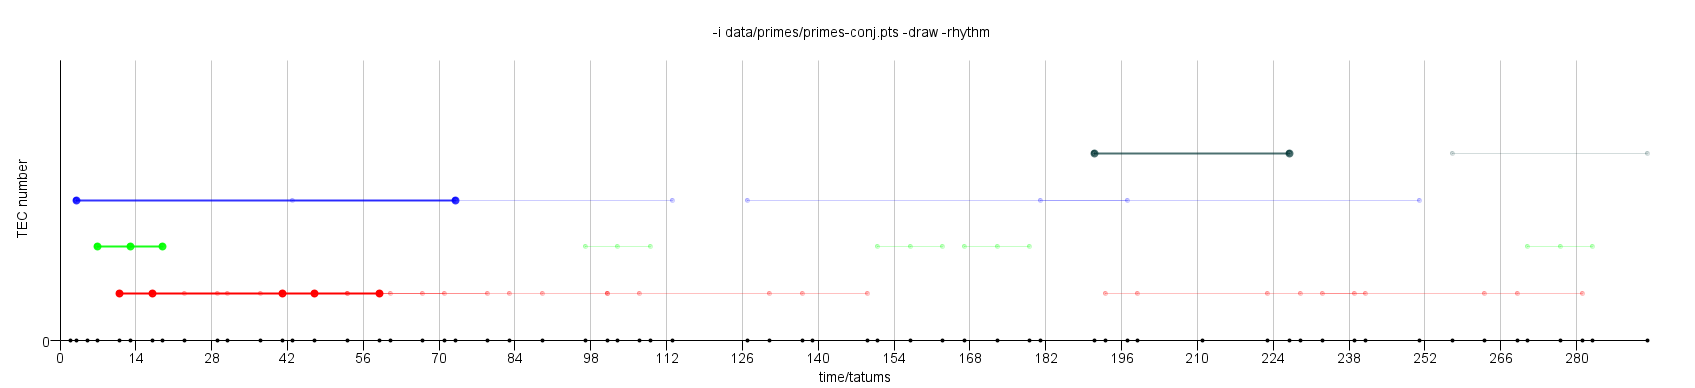 -i data/primes/primes-conj.pts -draw -rhythm
TEC number
0
0 14 28 42 56 70 84 98 112 126 140 154 168 182 196 210 224 238 252 266 280
time/tatums